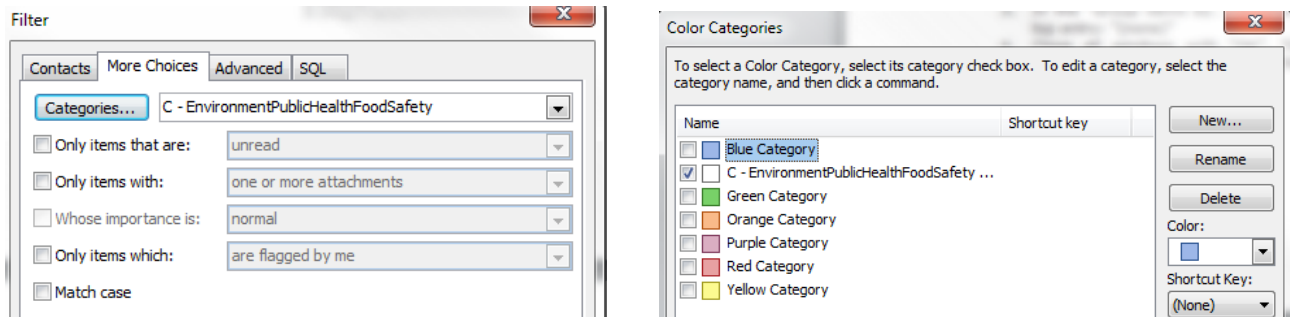 Filter
Contacts More Choices Advanced SQL
Categories... C - EnvironmentPublicHealthFoodSafety
Only items that are: unread
Only items with: one or more attachments
Whose importance is: normal
Only items which: are flagged by me
Match case
Color Categories
To select a Color Category, select its category check box. To edit a category, select the
category name, and then click a command.
Name Shortcut key
New...
Blue Category
Rename
C - EnvironmentPublicHealthFoodSafety ...
Green Category
Delete
Orange Category
Color:
Purple Category
Red Category
Shortcut Key:
Yellow Category
(None)